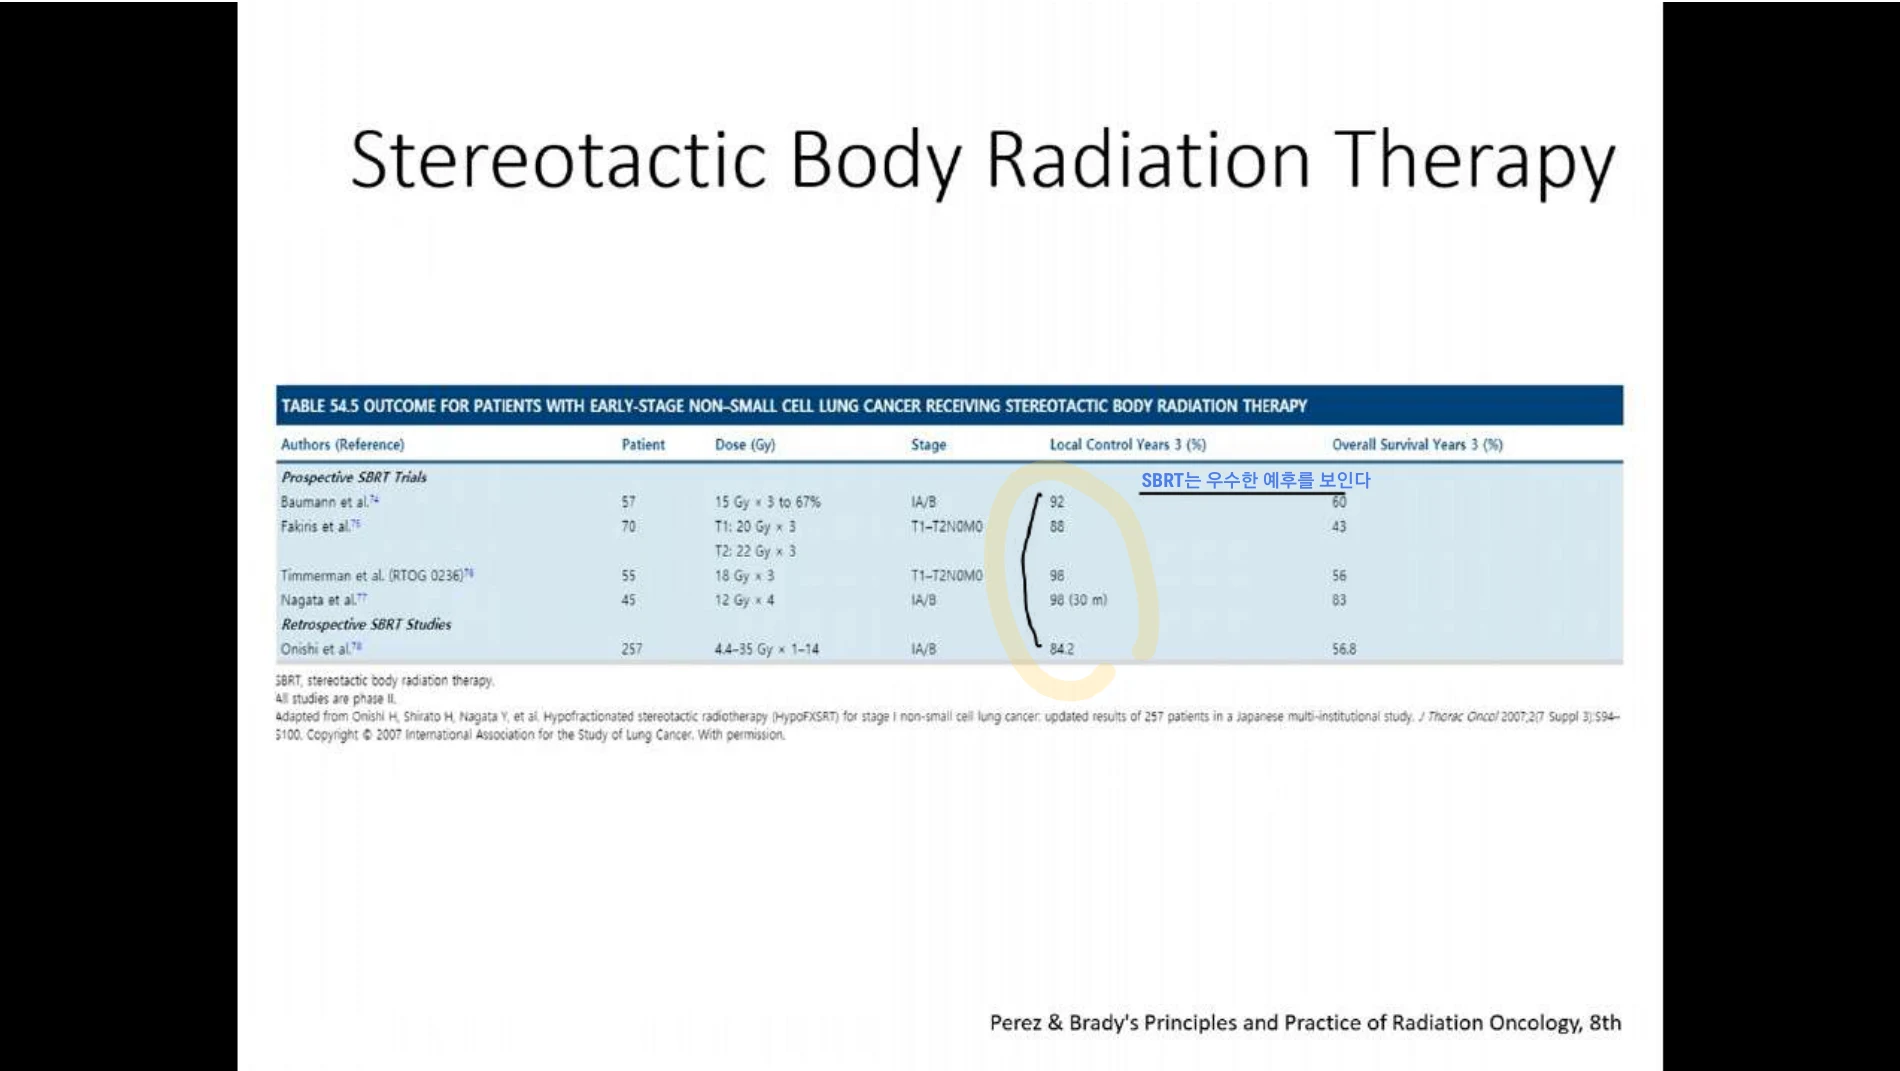 Stereotactic Body Radiation Therapy
TABLE 54.5 OUTCOME FOR PATIENTS WITH EARLY-STAGE NON–SMALL CELL LUNG CANCER RECEIVING STEREOTACTIC BODY RADIATION THERAPY
Authors (Reference) Patient Dose (Gy) Stage Local Control Years 3 (%) Overall Survival Years 3 (%)
Prospective SBRT Trials
SBRT는 우수한 예후를 보인다
Baumann et al.74 57 15 Gy × 3 to 67% IA/B 92 60
Fakiris et al.75 70 T1: 20 Gy × 3 T1–T2N0M0 88 43
T2: 22 Gy × 3
Timmerman et al. (RTOG 0236)76 55 18 Gy × 3 T1–T2N0M0 98 56
Nagata et al.77 45 12 Gy × 4 IA/B 98 (30 m) 83
Retrospective SBRT Studies
Onishi et al.78 257 4.4–35 Gy × 1–14 IA/B 84.2 56.8
SBRT, stereotactic body radiation therapy.
All studies are phase II.
Adapted from Onishi H, Shirato H, Nagata Y, et al. Hypofractionated stereotactic radiotherapy (HypoFXSRT) for stage I non-small cell lung cancer: updated results of 257 patients in a Japanese multi-institutional study. J Thorac Oncol 2007;2(7 Suppl 3):S94–
S100. Copyright © 2007 International Association for the Study of Lung Cancer. With permission.
Perez & Brady's Principles and Practice of Radiation Oncology, 8th